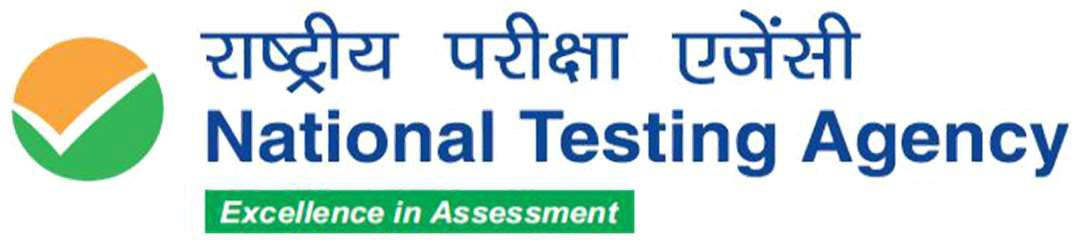 राष्ट्रीय परीक्षा एजेंसी
National Testing Agency
Excellence in Assessment